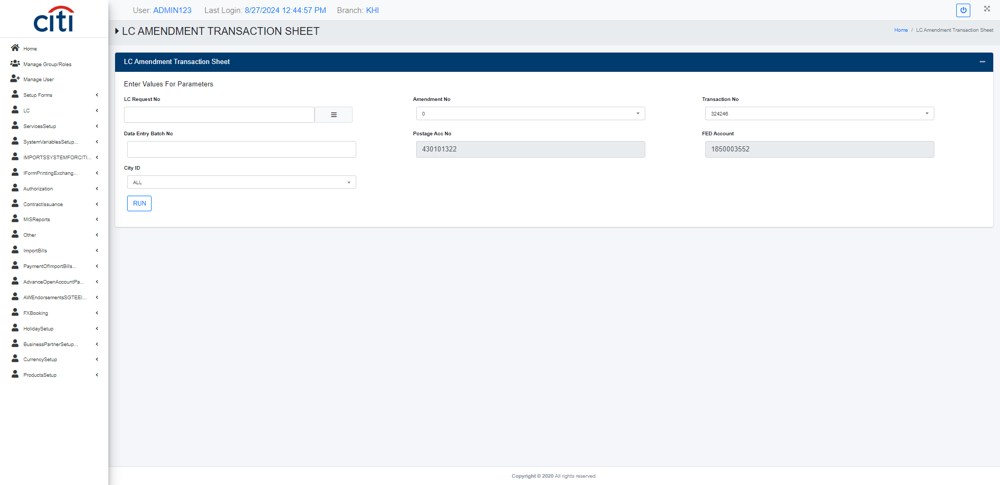 citi
User: ADMIN123 Last Login: 8/27/2024 12:44:57 PM Branch: KHI
LC AMENDMENT TRANSACTION SHEET
Home / LC Amendment Transaction Sheet
Home
Manage Group/Roles
Manage User
Setup Forms
LC
ServicesSetup
SystemVariablesSetup...
IMPORTSSYSTEMFORCITI...
IFormPrintingExchang...
Authorization
ContractIssuance
MISReports
Other
ImportBills
PaymentOfImportBills...
AdvanceOpenAccountPa...
AWEndorsementsSGTEEI...
FXBooking
HolidaySetup
BusinessPartnerSetup...
CurrencySetup
ProductsSetup
LC Amendment Transaction Sheet
Enter Values For Parameters
LC Request No
Amendment No
0
Transaction No
324246
Data Entry Batch No
Postage Acc No
430101322
FED Account
1850003552
City ID
ALL
RUN
Copyright © 2020 All rights reserved.